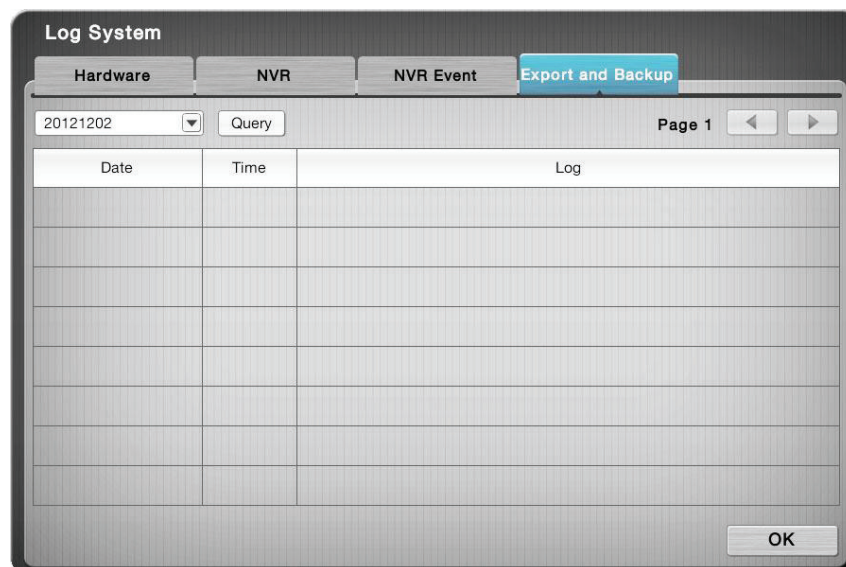 Log System
Hardware NVR NVR Event Export and Backup
20121202 Query Page 1
Date Time Log
OK